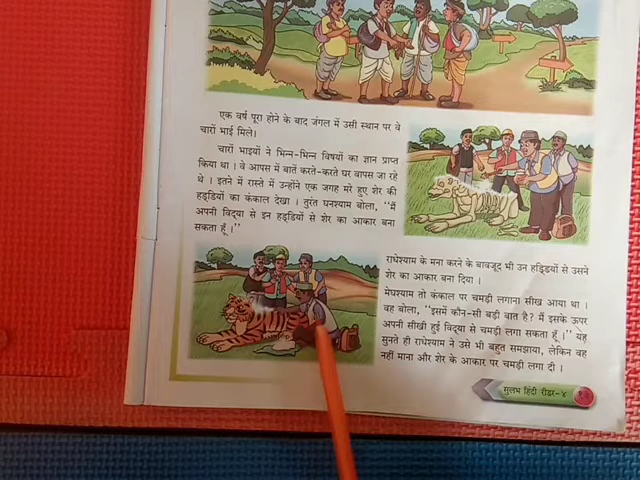 एक वर्ष पूरा होने के बाद जंगल में उसी स्थान पर वे
चारों भाई मिले।
चारों भाइयों ने भिन्न-भिन्न विषयों का ज्ञान प्राप्त
किया था। वे आपस में बातें करते-करते घर वापस जा रहे
थे । इतने में रास्ते में उन्होंने एक जगह मरे हुए शेर की
हड्डियों का कंकाल देखा । तुरंत घनश्याम बोला, ‘‘मैं
अपनी विद्या से इन हड्डियों से शेर का आकार बना
सकता हूँ ।’’
राधेश्याम के मना करने के बावजूद भी उन हड्डियों से उसने
शेर का आकार बना दिया ।
मेघश्याम तो कंकाल पर चमड़ी लगाना सीख आया था ।
वह बोला, ‘‘इसमें कौन-सी बड़ी बात है? मैं इसके ऊपर
अपनी सीखी हुई विद्या से चमड़ी लगा सकता हूँ ।’’ यह
सुनते ही राधेश्याम ने उसे भी बहुत समझाया, लेकिन वह
नहीं माना और शेर के आकार पर चमड़ी लगा दी ।
सुलभ हिंदी रीडर-४